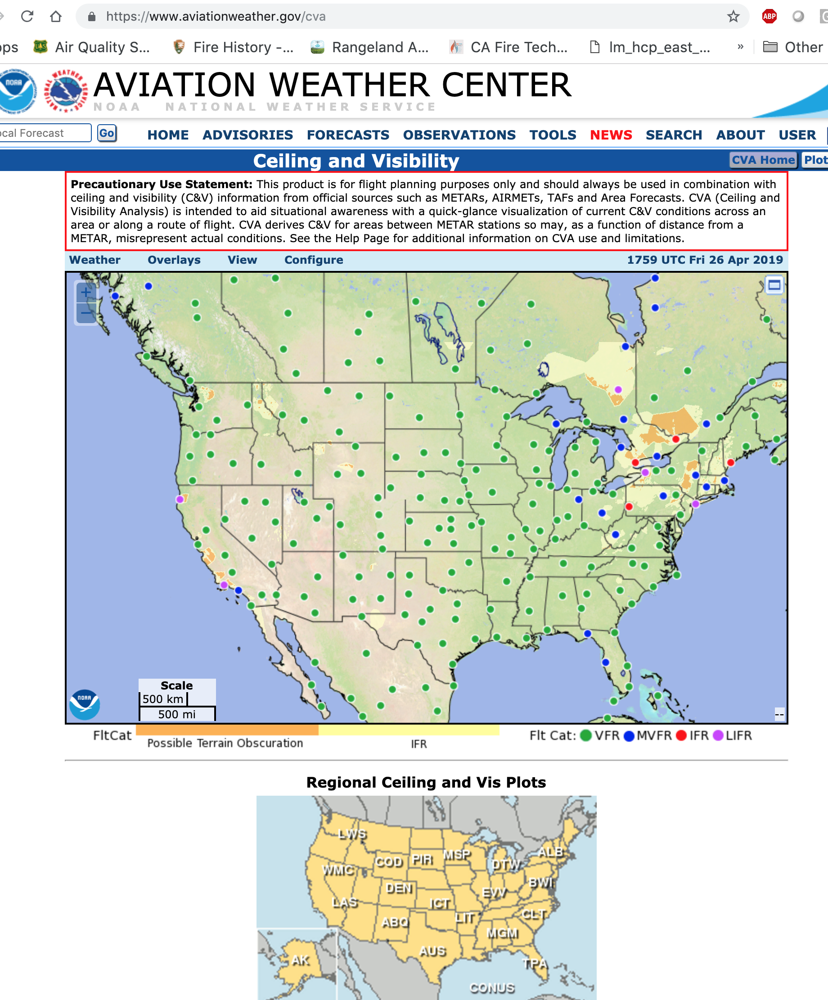 https://www.aviationweather.gov/cva
ABP
Air Quality S...
Fire History -...
Rangeland A...
CA Fire Tech...
lm_hcp_east_...
»
Other
NOAA
NATIONAL WEATHER SERVICE
AVIATION WEATHER CENTER
NOAA NATIONAL WEATHER SERVICE
ocal Forecast
Go
HOME ADVISORIES FORECASTS OBSERVATIONS TOOLS NEWS SEARCH ABOUT USER
Ceiling and Visibility
CVA Home
Plot
Precautionary Use Statement: This product is for flight planning purposes only and should always be used in combination with
ceiling and visibility (C&V) information from official sources such as METARs, AIRMETs, TAFs and Area Forecasts. CVA (Ceiling and
Visibility Analysis) is intended to aid situational awareness with a quick-glance visualization of current C&V conditions across an
area or along a route of flight. CVA derives C&V for areas between METAR stations so may, as a function of distance from a
METAR, misrepresent actual conditions. See the Help Page for additional information on CVA use and limitations.
Weather Overlays View Configure 1759 UTC Fri 26 Apr 2019
+
−
Scale
500 km
500 mi
NOAA
--
FltCat
Possible Terrain Obscuration
IFR
Flt Cat: VFR MVFR IFR LIFR
Regional Ceiling and Vis Plots
LWS
COD
PIR
MSP
DTW
ALB
WMC
DEN
EVV
BWI
LAS
ICT
ABQ
LIT
CLT
MGM
AUS
AK
TPA
CONUS